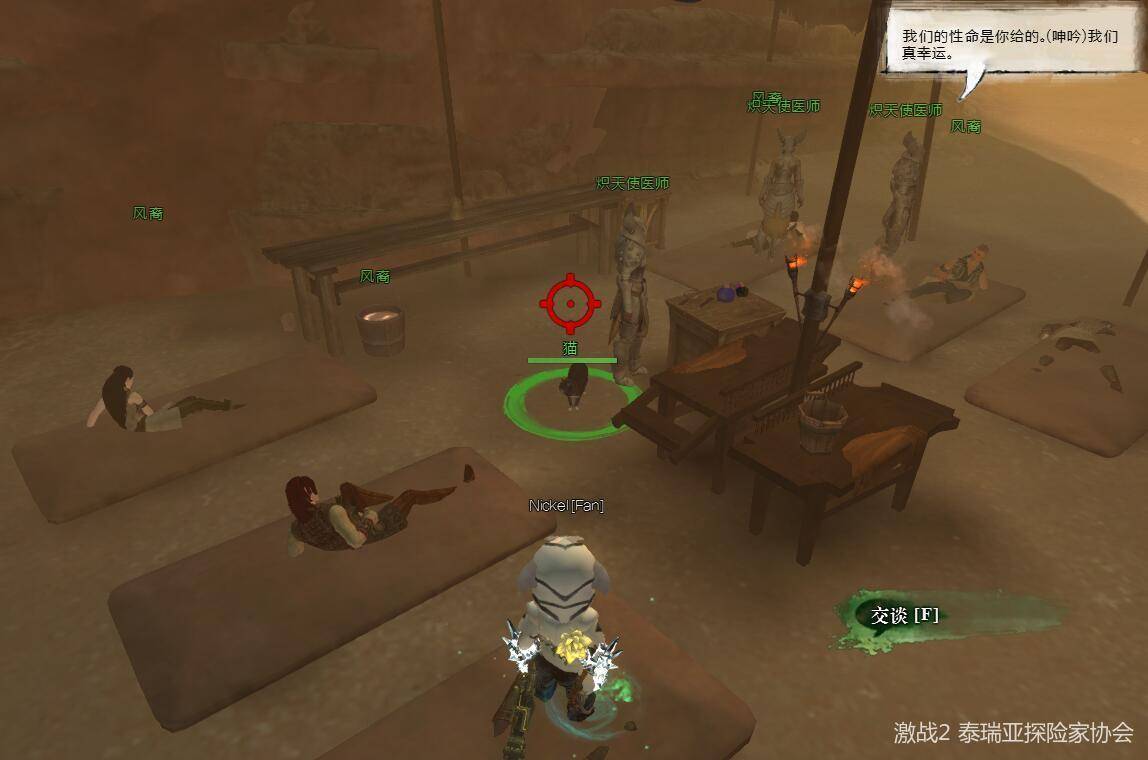 我们的性命是你给的。(呻吟)我们
真幸运。
风裔
炽天使医师
炽天使医师
风裔
炽天使医师
风裔
风裔
猫
Nickel [Fan]
交谈 [F]
激战2 泰瑞亚探险家协会